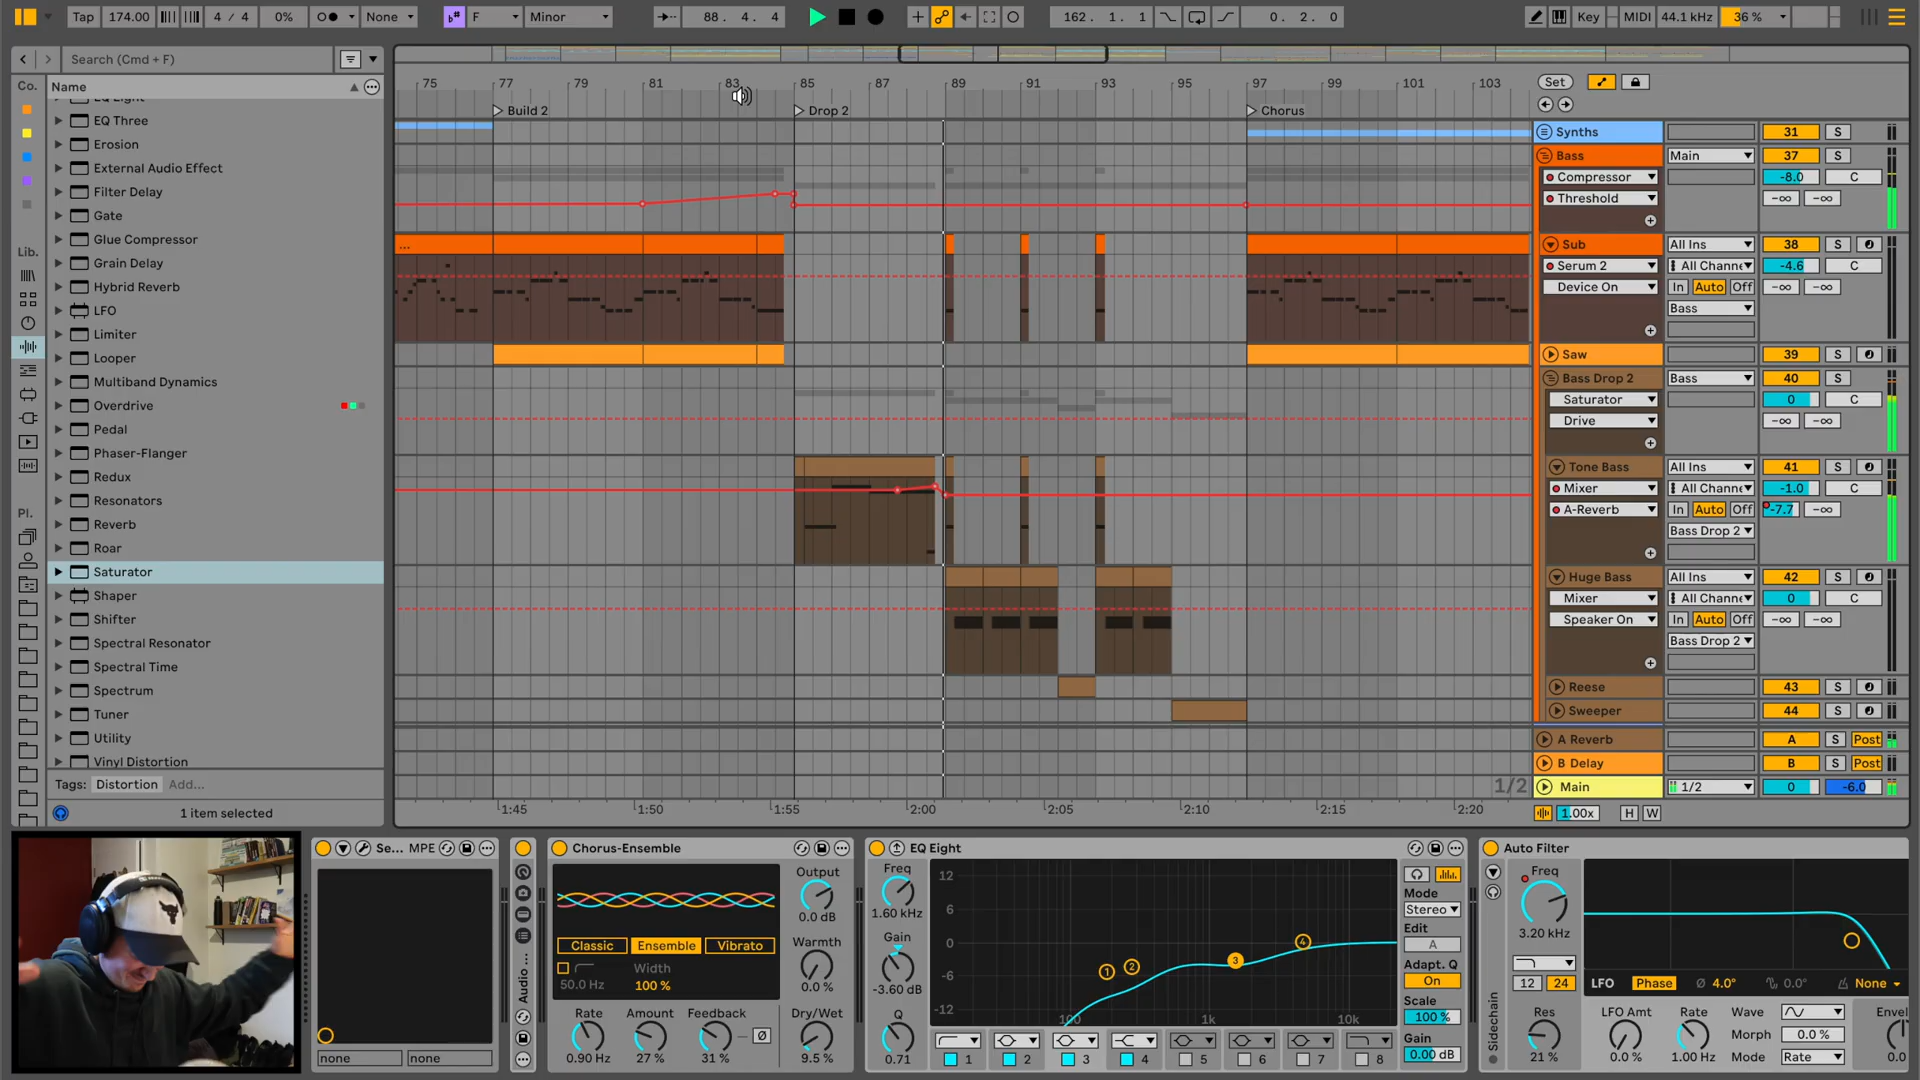 Tap 174.00 4 / 4 0% None F Minor 88. 4. 4 162. 1. 1 0. 2. 0 Key MIDI 44.1 kHz 36 %
Search (Cmd + F)
Co. Name
EQ Eight
EQ Three
Erosion
External Audio Effect
Filter Delay
Gate
Glue Compressor
Lib.
Grain Delay
Hybrid Reverb
LFO
Limiter
Looper
Multiband Dynamics
Overdrive
Pedal
Phaser-Flanger
Redux
Resonators
Pl.
Reverb
Roar
Saturator
Shaper
Shifter
Spectral Resonator
Spectral Time
Spectrum
Tuner
Utility
Vinyl Distortion
Tags: Distortion Add...
1 item selected
75 77 79 81 83 85 87 89 91 93 95 97 99 101 103
Build 2 Drop 2 Chorus
...
1/2
1:45 1:50 1:55 2:00 2:05 2:10 2:15 2:20
Set
Synths 31 S
Bass Main 37 S
Compressor -8.0 C
Threshold -∞ -∞
Sub All Ins 38 S
Serum 2 All Channe -4.6 C
Device On In Auto Off -∞ -∞
Bass
Saw 39 S
Bass Drop 2 Bass 40 S
Saturator 0 C
Drive -∞ -∞
Tone Bass All Ins 41 S
Mixer All Channe -1.0 C
A-Reverb In Auto Off -7.7 -∞
Bass Drop 2
Huge Bass All Ins 42 S
Mixer All Channe 0 C
Speaker On In Auto Off -∞ -∞
Bass Drop 2
Reese 43 S
Sweeper 44 S
A Reverb A S Post
B Delay B S Post
Main 1/2 0 -6.0
1.00x H W
Se... MPE
none none
Audio ...
Chorus-Ensemble
Output
0.0 dB
Classic Ensemble Vibrato
Warmth
0.0 %
Width
50.0 Hz 100 %
Rate Amount Feedback Dry/Wet
Ø
0.90 Hz 27 % 31 % 9.5 %
EQ Eight
Freq
1.60 kHz
Gain
-3.60 dB
Q
0.71
12
6
0
-6
-12
1 2 3 4
100 1k 10k
1 2 3 4 5 6 7 8
Mode
Stereo
Edit
A
Adapt. Q
On
Scale
100 %
Gain
0.00 dB
Sidechain
Auto Filter
Freq
3.20 kHz
12 24
LFO Phase Ø 4.0° 0.0° None
Res LFO Amt Rate Wave Envel
Morph 0.0 %
21 % 0.0 % 1.00 Hz Mode Rate 0.0